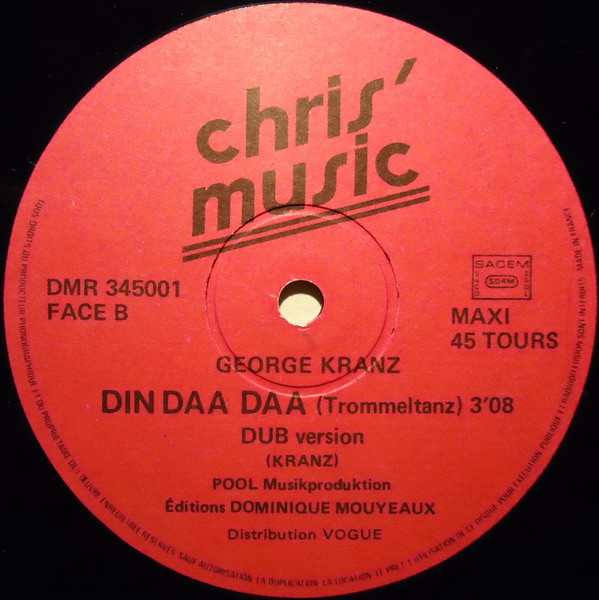 chris'
music
DMR 345001
FACE B
SACEM
SDRM
MAXI
45 TOURS
GEORGE KRANZ
DIN DAA DAA (Trommeltanz) 3'08
DUB version
(KRANZ)
POOL Musikproduktion
Éditions DOMINIQUE MOUYEAUX
Distribution VOGUE
TOUS DROITS DU PRODUCTEUR PHONOGRAPHIQUE ET DU PROPRIETAIRE DE L'ŒUVRE ENREGISTREE RESERVES SAUF AUTORISATION LA DUPLICATION LA LOCATION LE PRET L'UTILISATION DE CE DISQUE POUR EXECUTION PUBLIQUE ET RADIODIFFUSION SONT INTERDITS MADE IN FRANCE